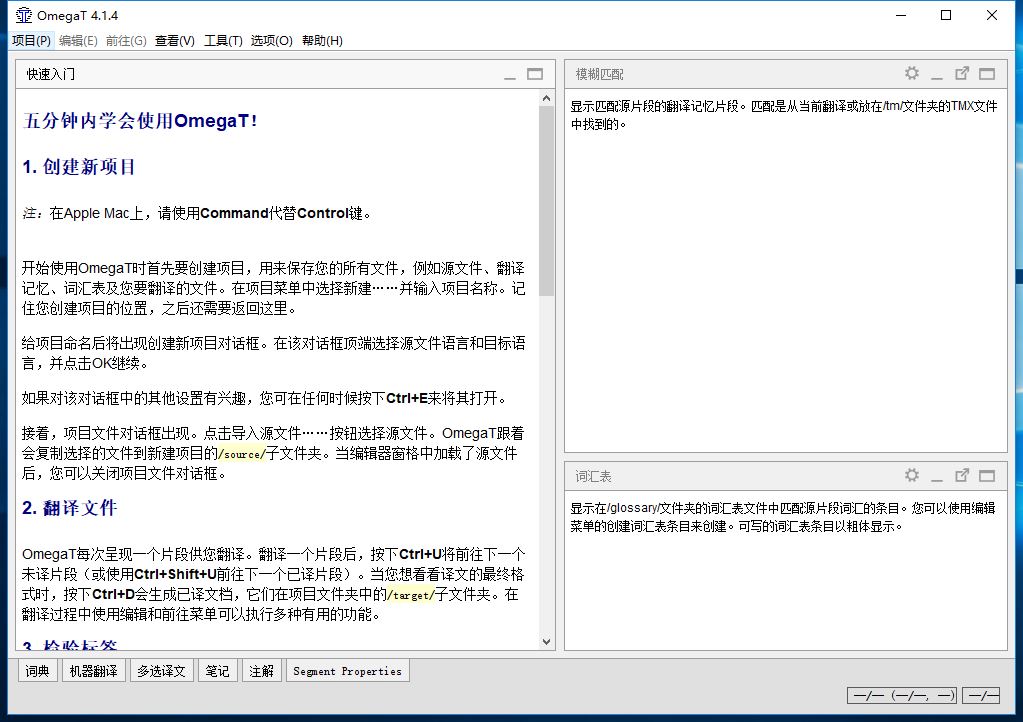 OmegaT 4.1.4
项目(P) 编辑(E) 前往(G) 查看(V) 工具(T) 选项(O) 帮助(H)
快速入门
五分钟内学会使用OmegaT!
1. 创建新项目
注：在Apple Mac上，请使用Command代替Control键。
开始使用OmegaT时首先要创建项目，用来保存您的所有文件，例如源文件、翻译
记忆、词汇表及您要翻译的文件。在项目菜单中选择新建……并输入项目名称。记
住您创建项目的位置，之后还需要返回这里。
给项目命名后将出现创建新项目对话框。在该对话框顶端选择源文件语言和目标语
言，并点击OK继续。
如果对该对话框中的其他设置有兴趣，您可在任何时候按下Ctrl+E来将其打开。
接着，项目文件对话框出现。点击导入源文件……按钮选择源文件。OmegaT跟着
会复制选择的文件到新建项目的/source/子文件夹。当编辑器窗格中加载了源文件
后，您可以关闭项目文件对话框。
2. 翻译文件
OmegaT每次呈现一个片段供您翻译。翻译一个片段后，按下Ctrl+U将前往下一个
未译片段（或使用Ctrl+Shift+U前往下一个已译片段）。当您想看看译文的最终格
式时，按下Ctrl+D会生成已译文档，它们在项目文件夹中的/target/子文件夹。在
翻译过程中使用编辑和前往菜单可以执行多种有用的功能。
3. 检验标签
模糊匹配
显示匹配源片段的翻译记忆片段。匹配是从当前翻译或放在/tm/文件夹的TMX文件
中找到的。
词汇表
显示在/glossary/文件夹的词汇表文件中匹配源片段词汇的条目。您可以使用编辑
菜单的创建词汇表条目来创建。可写的词汇表条目以粗体显示。
词典 机器翻译 多选译文 笔记 注解 Segment Properties
—/— (—/—, —) —/—